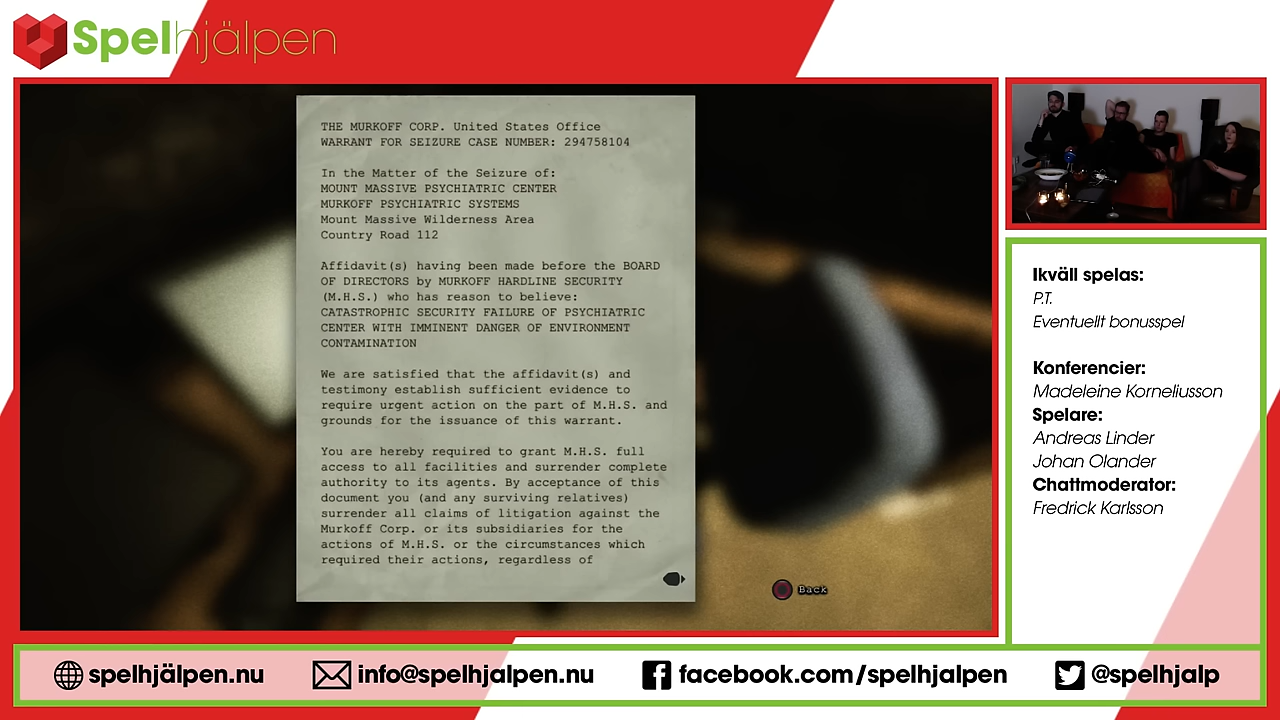 Spelhjälpen
THE MURKOFF CORP. United States Office
WARRANT FOR SEIZURE CASE NUMBER: 294758104
In the Matter of the Seizure of:
MOUNT MASSIVE PSYCHIATRIC CENTER
MURKOFF PSYCHIATRIC SYSTEMS
Mount Massive Wilderness Area
Country Road 112
Affidavit(s) having been made before the BOARD
OF DIRECTORS by MURKOFF HARDLINE SECURITY
(M.H.S.) who has reason to believe:
CATASTROPHIC SECURITY FAILURE OF PSYCHIATRIC
CENTER WITH IMMINENT DANGER OF ENVIRONMENT
CONTAMINATION
We are satisfied that the affidavit(s) and
testimony establish sufficient evidence to
require urgent action on the part of M.H.S. and
grounds for the issuance of this warrant.
You are hereby required to grant M.H.S. full
access to all facilities and surrender complete
authority to its agents. By acceptance of this
document you (and any surviving relatives)
surrender all claims of litigation against the
Murkoff Corp. or its subsidiaries for the
actions of M.H.S. or the circumstances which
required their actions, regardless of
Back
Ikväll spelas:
P.T.
Eventuellt bonusspel
Konferencier:
Madeleine Korneliusson
Spelare:
Andreas Linder
Johan Olander
Chattmoderator:
Fredrick Karlsson
spelhjälpen.nu
info@spelhjalpen.nu
facebook.com/spelhjalpen
@spelhjalp